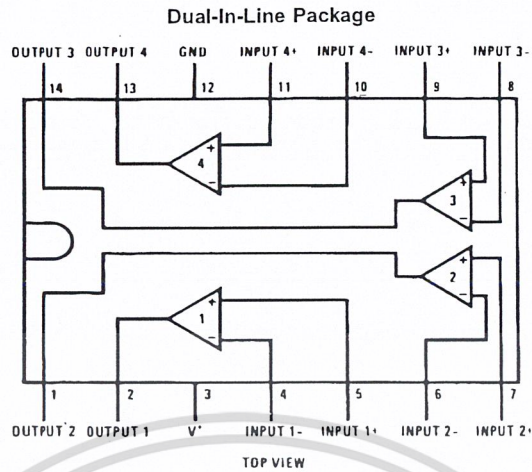 Dual-In-Line Package
OUTPUT 3 OUTPUT 4 GND INPUT 4+ INPUT 4- INPUT 3+ INPUT 3-
14 13 12 11 10 9 8
+
4
-
+
3
-
+
2
-
+
1
-
1 2 3 4 5 6 7
OUTPUT 2 OUTPUT 1 V+ INPUT 1- INPUT 1+ INPUT 2- INPUT 2+
TOP VIEW